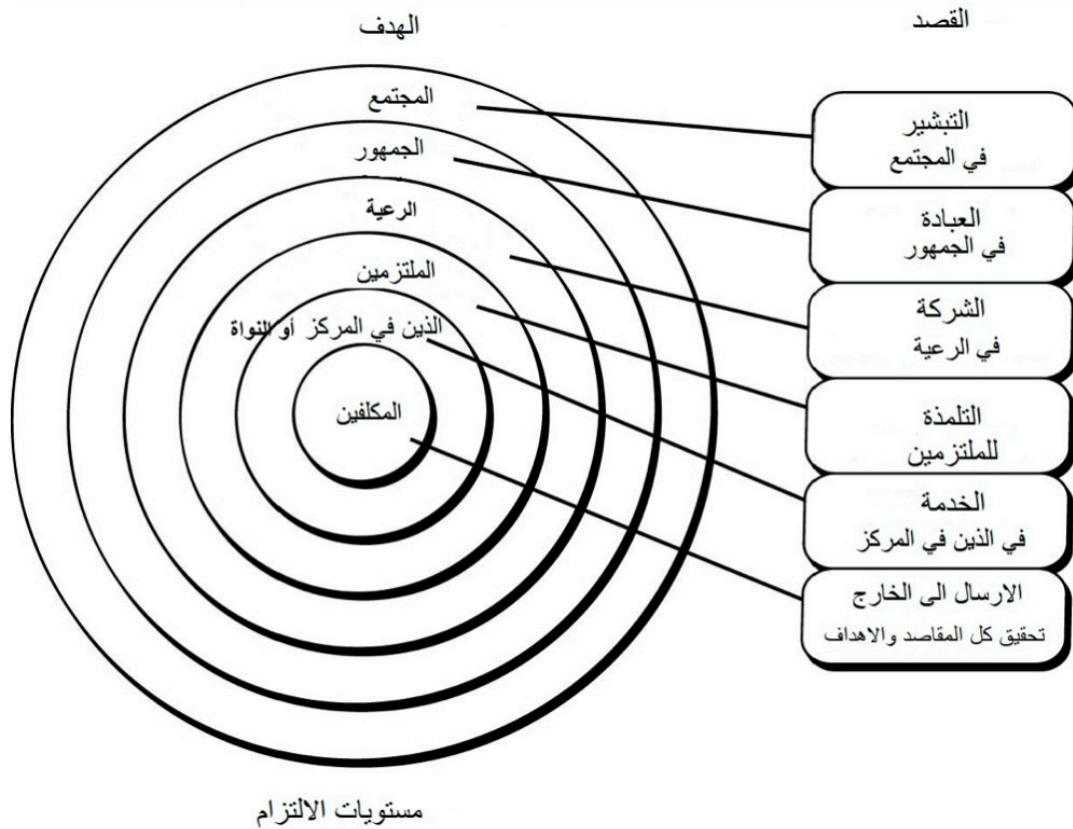 القصد
الهدف
المجتمع
الجمهور
الرعية
الملتزمين
الذين في المركز أو النواة
المكلفين
التبشير
في المجتمع
العبادة
في الجمهور
الشركة
في الرعية
التلمذة
للملتزمين
الخدمة
في الذين في المركز
الارسال الى الخارج
تحقيق كل المقاصد والاهداف
مستويات الالتزام